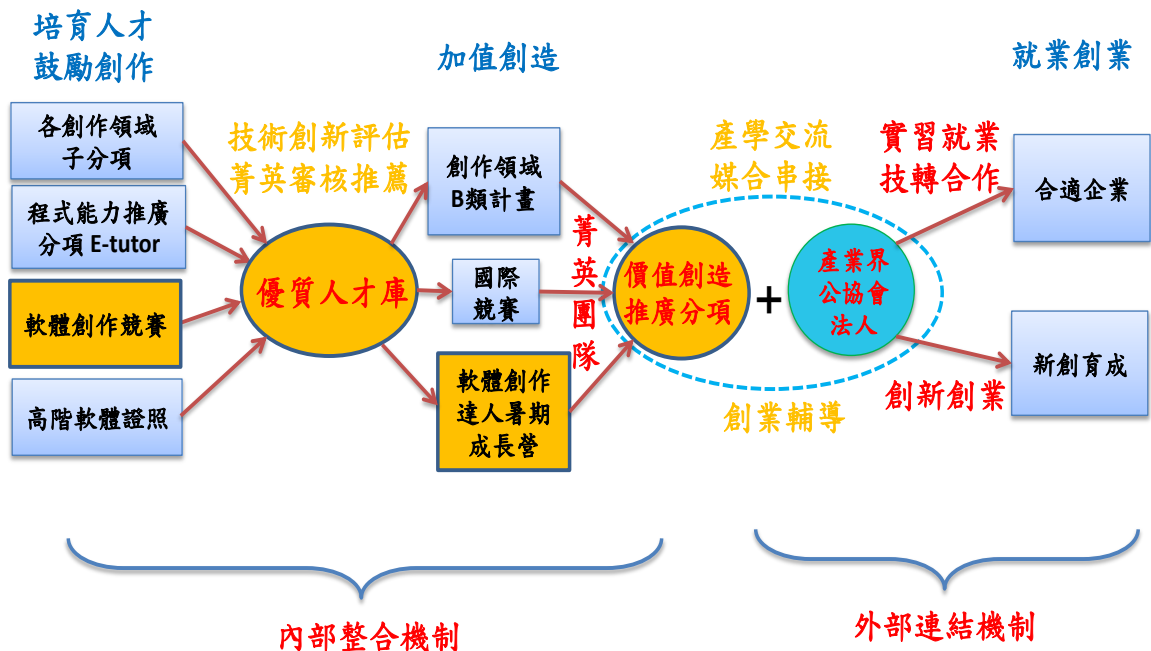 培育人才
鼓勵創作
加值創造
就業創業
各創作領域
子分項
程式能力推廣
分項 E-tutor
軟體創作競賽
高階軟體證照
技術創新評估
菁英審核推薦
優質人才庫
創作領域
B類計畫
國際
競賽
軟體創作
達人暑期
成長營
菁
英
團
隊
價值創造
推廣分項
+
產學交流
媒合串接
產業界
公協會
法人
創業輔導
實習就業
技轉合作
創新創業
合適企業
新創育成
內部整合機制
外部連結機制